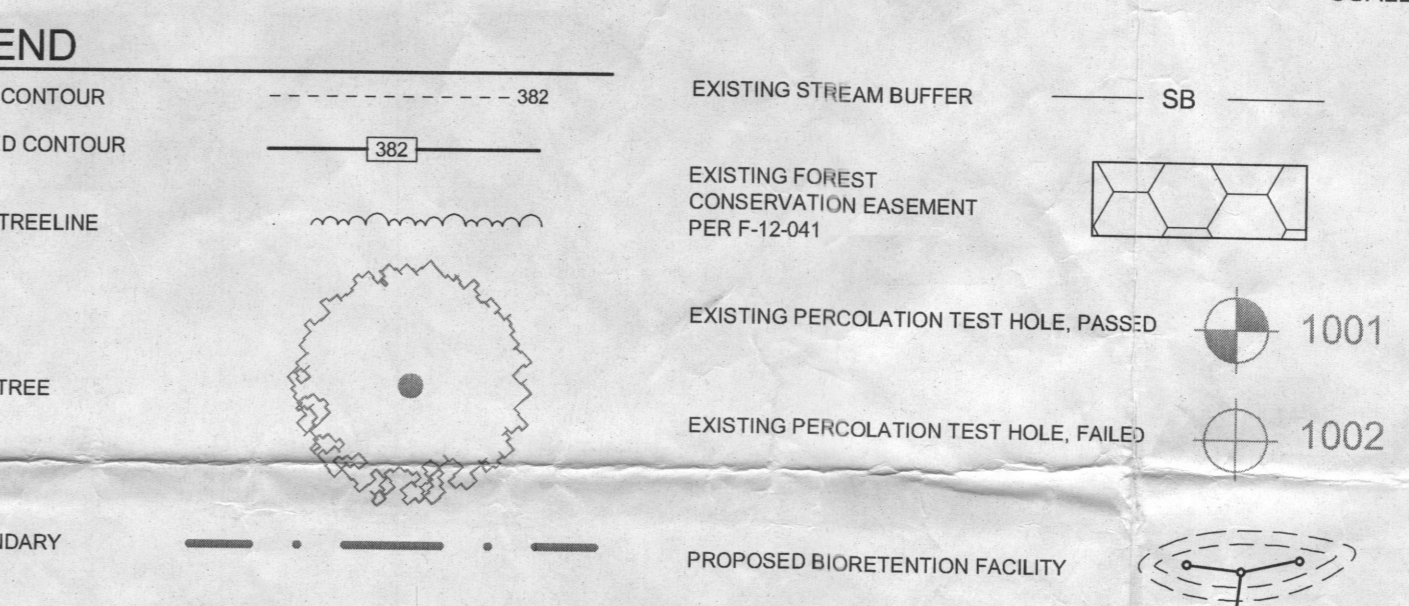 END
CONTOUR
382
D CONTOUR
382
TREELINE
TREE
NDARY
EXISTING STREAM BUFFER
SB
EXISTING FOREST
CONSERVATION EASEMENT
PER F-12-041
EXISTING PERCOLATION TEST HOLE, PASSED
1001
EXISTING PERCOLATION TEST HOLE, FAILED
1002
PROPOSED BIORETENTION FACILITY